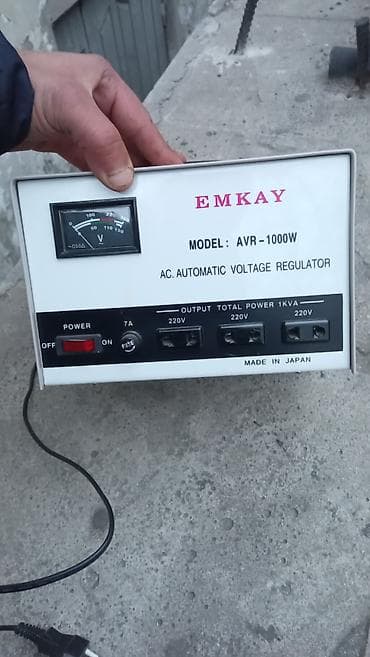 EMKAY
MODEL: AVR-1000W
AC. AUTOMATIC VOLTAGE REGULATOR
V
OUTPUT TOTAL POWER 1KVA
POWER 7A 220V 220V 220V
OFF ON FUSE
MADE IN JAPAN